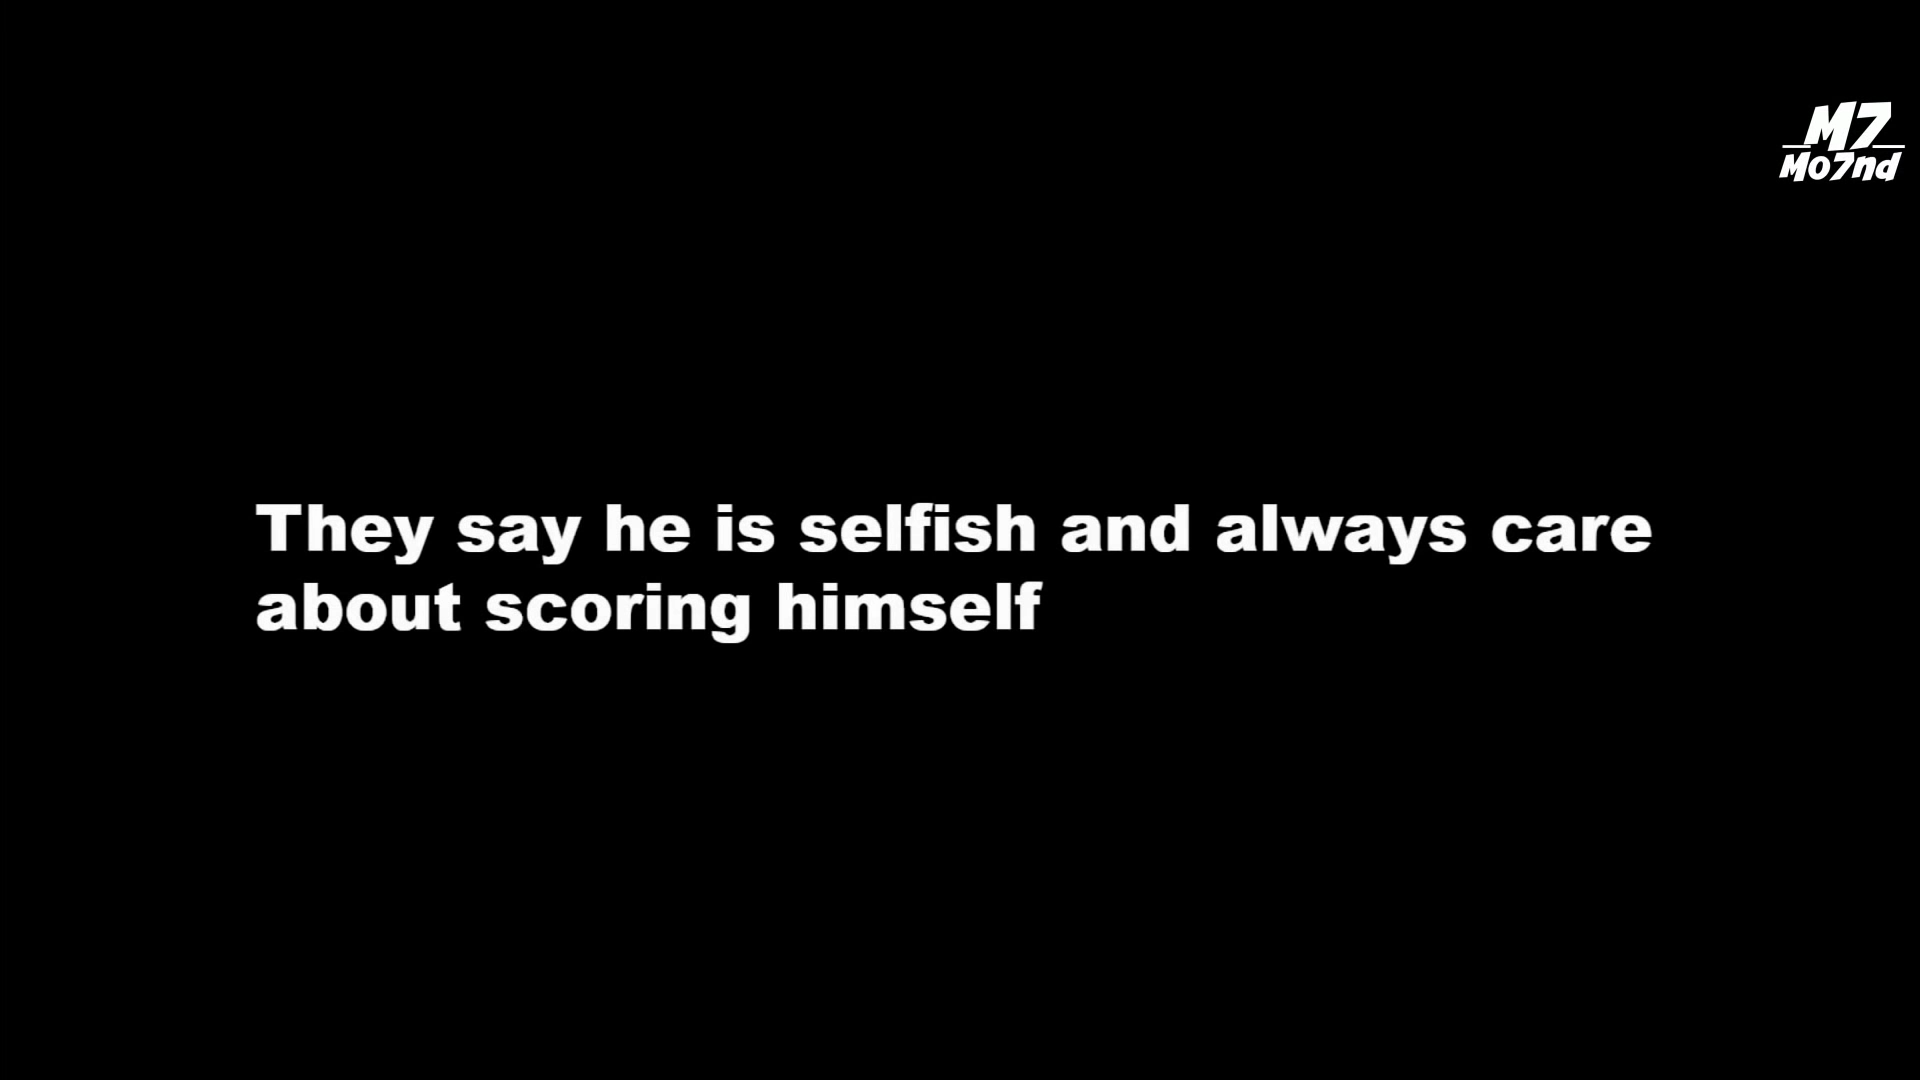 M7
Mo7nd
They say he is selfish and always care
about scoring himself